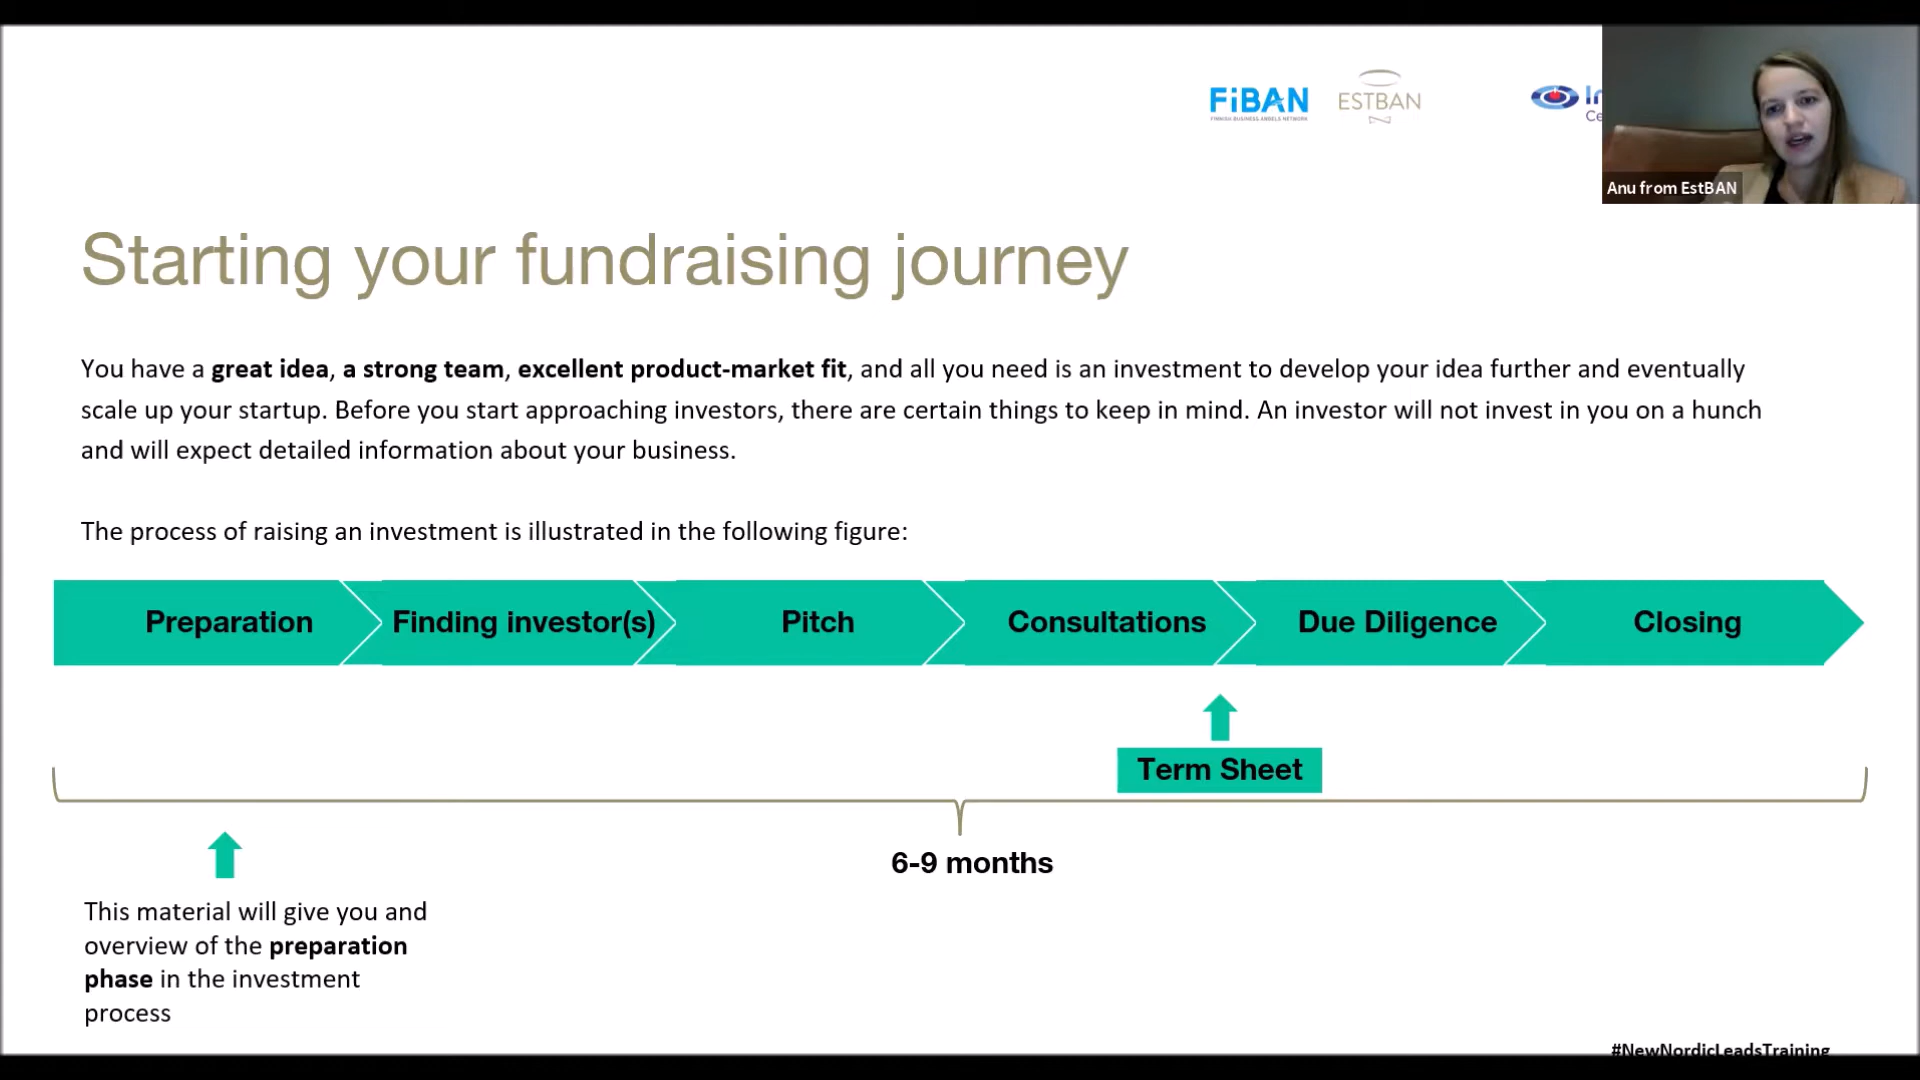 FiBAN
FINNISH BUSINESS ANGELS NETWORK
ESTBAN
Anu from EstBAN
Starting your fundraising journey
You have a great idea, a strong team, excellent product-market fit, and all you need is an investment to develop your idea further and eventually
scale up your startup. Before you start approaching investors, there are certain things to keep in mind. An investor will not invest in you on a hunch
and will expect detailed information about your business.
The process of raising an investment is illustrated in the following figure:
Preparation
Finding investor(s)
Pitch
Consultations
Due Diligence
Closing
Term Sheet
6-9 months
This material will give you and
overview of the preparation
phase in the investment
process
#NewNordicLeadsTraining